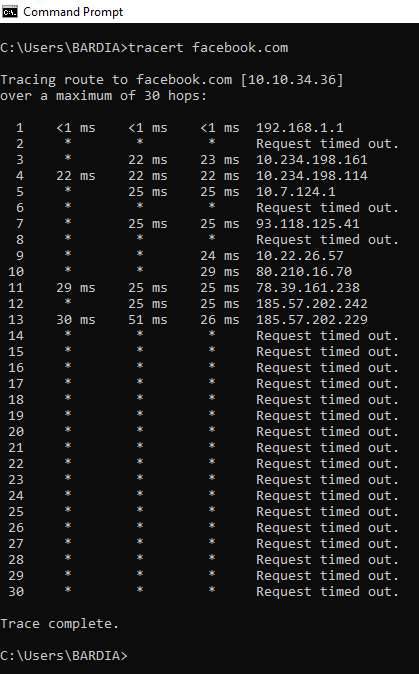 Command Prompt
C:\Users\BARDIA>tracert facebook.com
Tracing route to facebook.com [10.10.34.36]
over a maximum of 30 hops:
1 <1 ms <1 ms <1 ms 192.168.1.1
2 * * * Request timed out.
3 * 22 ms 23 ms 10.234.198.161
4 22 ms 22 ms 22 ms 10.234.198.114
5 * 25 ms 25 ms 10.7.124.1
6 * * * Request timed out.
7 * 25 ms 25 ms 93.118.125.41
8 * * * Request timed out.
9 * * 24 ms 10.22.26.57
10 * * 29 ms 80.210.16.70
11 29 ms 25 ms 25 ms 78.39.161.238
12 * 25 ms 25 ms 185.57.202.242
13 30 ms 51 ms 26 ms 185.57.202.229
14 * * * Request timed out.
15 * * * Request timed out.
16 * * * Request timed out.
17 * * * Request timed out.
18 * * * Request timed out.
19 * * * Request timed out.
20 * * * Request timed out.
21 * * * Request timed out.
22 * * * Request timed out.
23 * * * Request timed out.
24 * * * Request timed out.
25 * * * Request timed out.
26 * * * Request timed out.
27 * * * Request timed out.
28 * * * Request timed out.
29 * * * Request timed out.
30 * * * Request timed out.
Trace complete.
C:\Users\BARDIA>